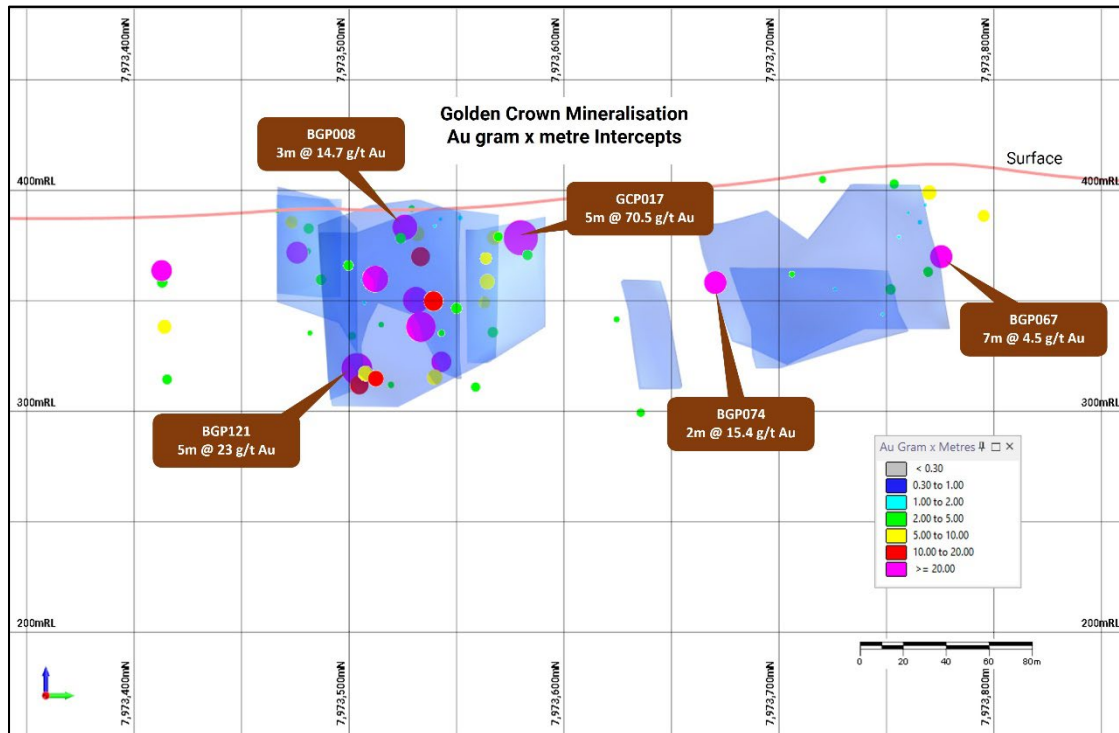 7,973,400mN
7,973,500mN
7,973,600mN
7,973,700mN
7,973,800mN
Golden Crown Mineralisation
Au gram x metre Intercepts
BGP008
3m @ 14.7 g/t Au
Surface
400mRL
400mRL
GCP017
5m @ 70.5 g/t Au
BGP067
7m @ 4.5 g/t Au
300mRL
300mRL
BGP121
5m @ 23 g/t Au
BGP074
2m @ 15.4 g/t Au
Au Gram x Metres
< 0.30
0.30 to 1.00
1.00 to 2.00
2.00 to 5.00
5.00 to 10.00
10.00 to 20.00
>= 20.00
200mRL
200mRL
0 20 40 60 80m
7,973,400mN
7,973,500mN
7,973,600mN
7,973,700mN
7,973,800mN